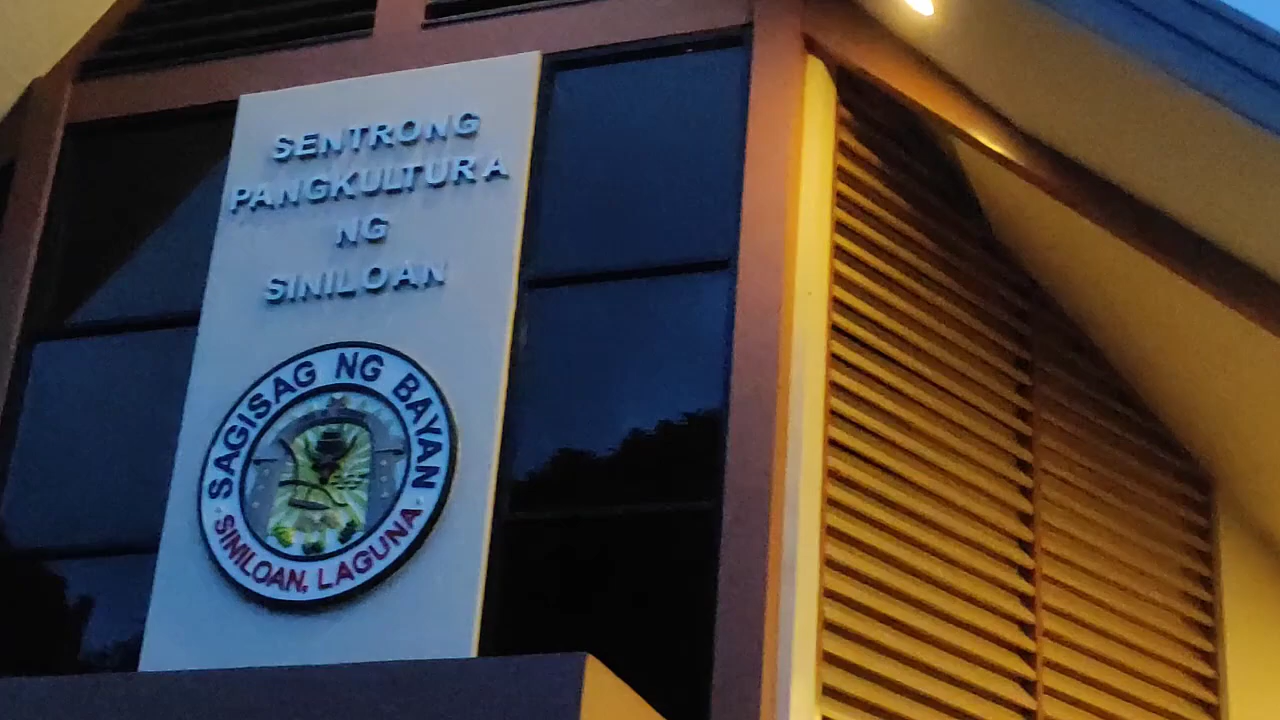 SENTRONG
PANGKULTURA
NG
SINILOAN
SAGISAG NG BAYAN
SINILOAN, LAGUNA